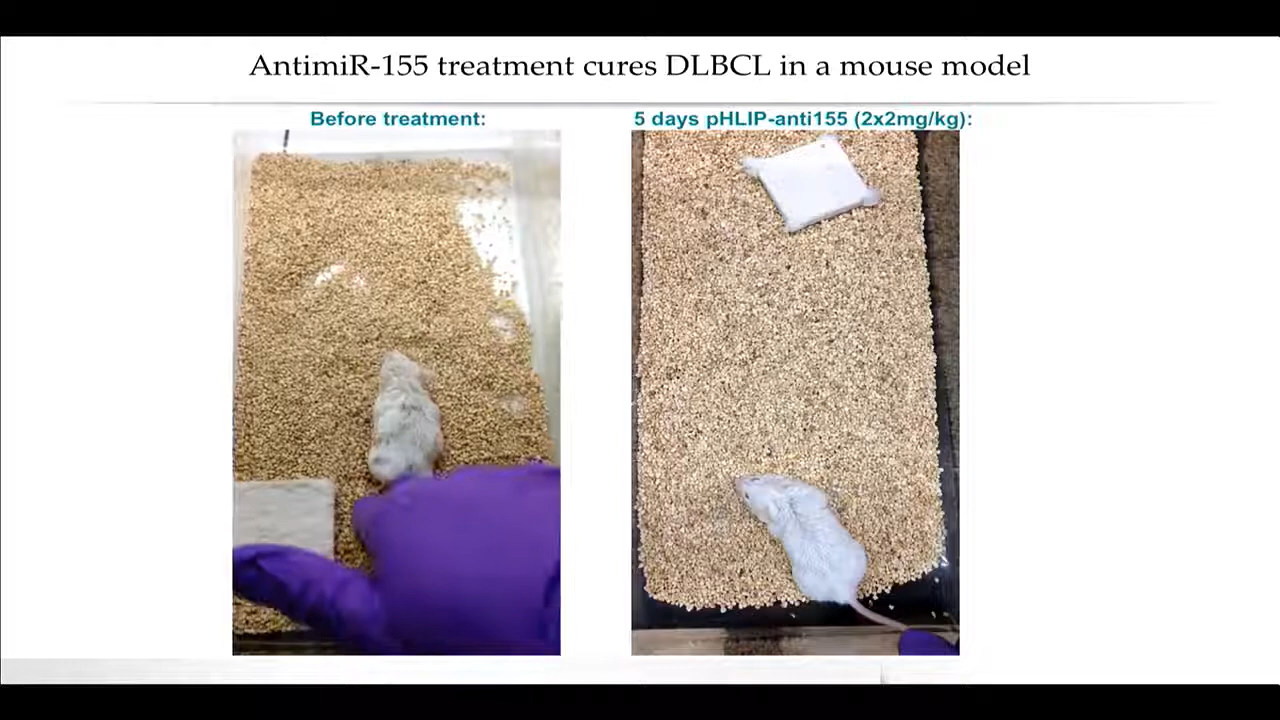 AntimiR-155 treatment cures DLBCL in a mouse model
Before treatment:
5 days pHLIP-anti155 (2x2mg/kg):